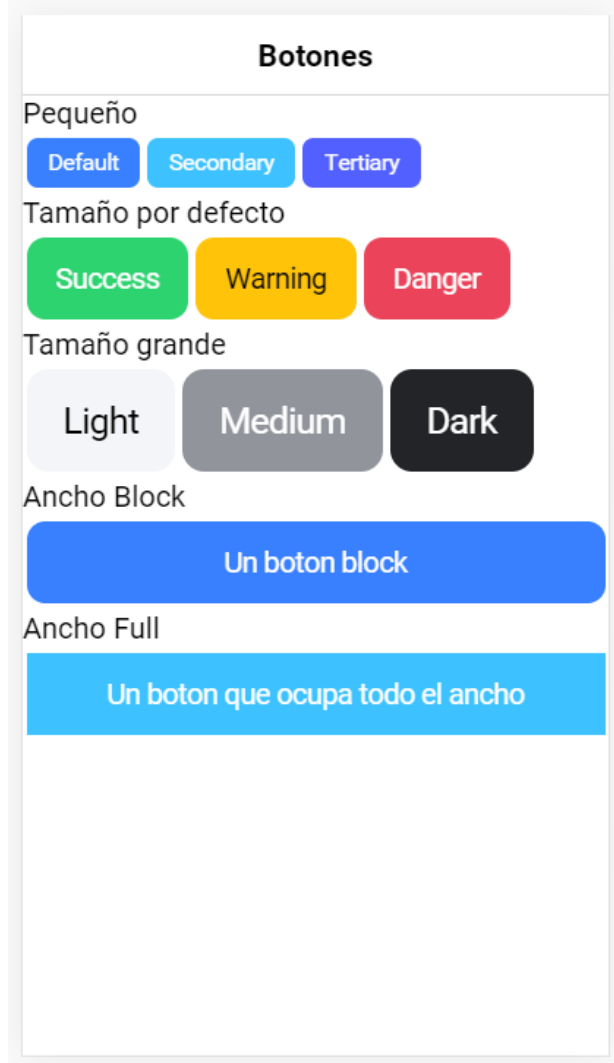 Botones
Pequeño
Default Secondary Tertiary
Tamaño por defecto
Success Warning Danger
Tamaño grande
Light Medium Dark
Ancho Block
Un boton block
Ancho Full
Un boton que ocupa todo el ancho